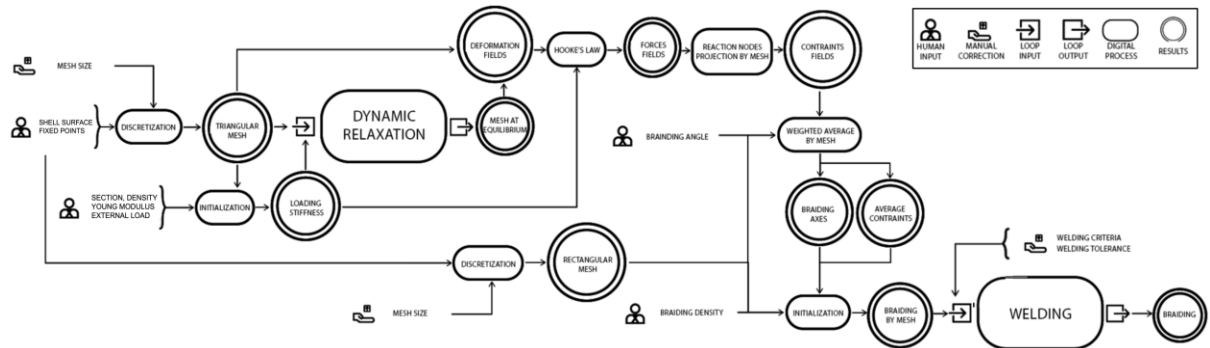 MESH SIZE
SHELL SURFACE
FIXED POINTS
DISCRETIZATION
TRIANGULAR
MESH
DYNAMIC
RELAXATION
MESH AT
EQUILIBRIUM
DEFORMATION
FIELDS
HOOKE'S LAW
FORCES
FIELDS
REACTION NODES
PROJECTION BY MESH
CONTRAINTS
FIELDS
HUMAN
INPUT
MANUAL
CORRECTION
LOOP
INPUT
LOOP
OUTPUT
DIGITAL
PROCESS
RESULTS
SECTION, DENSITY
YOUNG MODULUS
EXTERNAL LOAD
INITIALIZATION
LOADING
STIFFNESS
BRAINDING ANGLE
WEIGHTED AVERAGE
BY MESH
BRAIDING
AXES
AVERAGE
CONTRAINTS
DISCRETIZATION
RECTANGULAR
MESH
MESH SIZE
BRAIDING DENSITY
INITIALIZATION
BRAIDING
BY MESH
WELDING CRITERIA
WELDING TOLERANCE
WELDING
BRAIDING